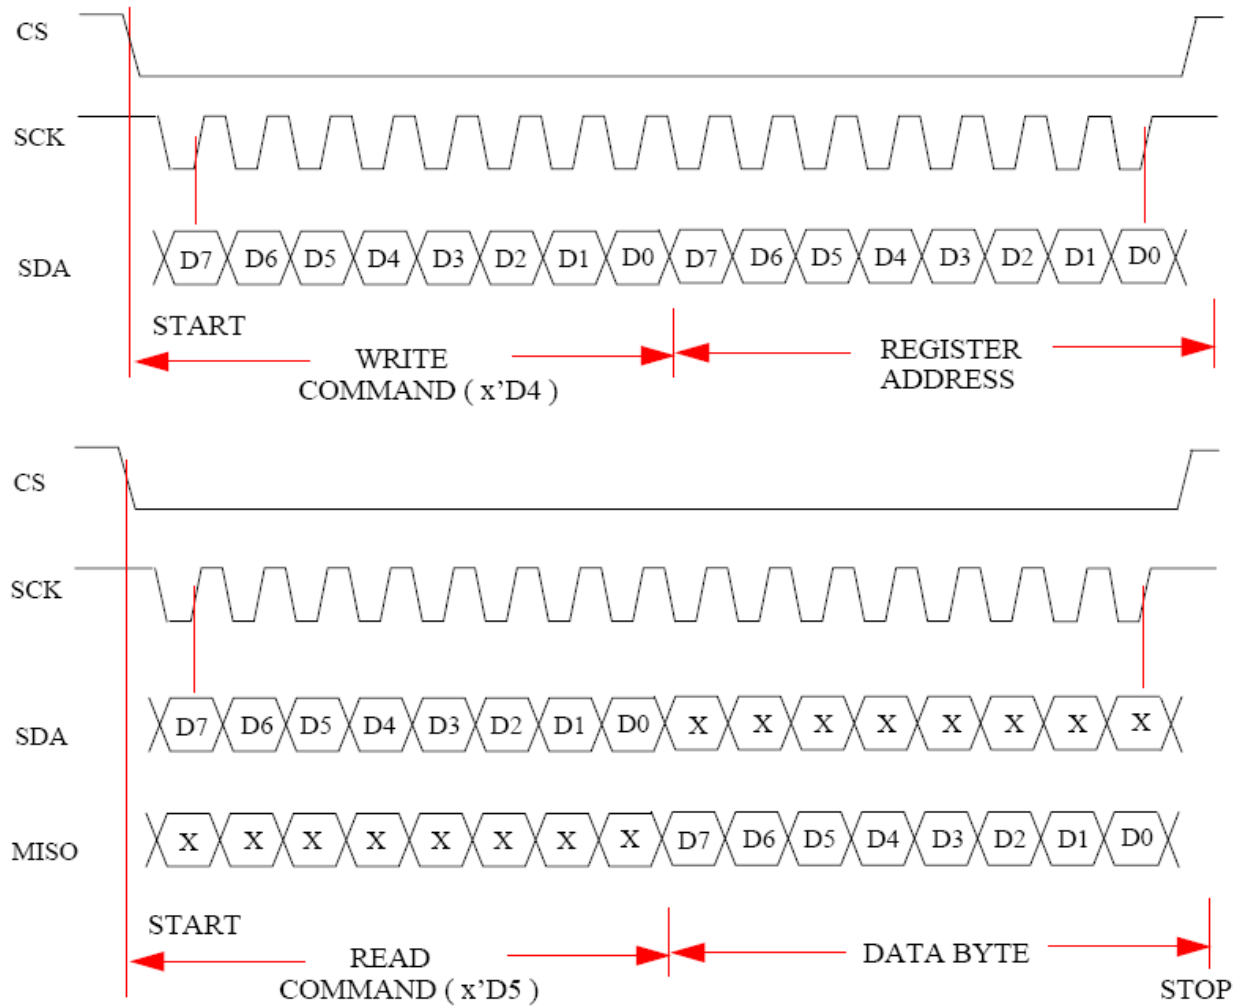 CS
SCK
SDA D7 D6 D5 D4 D3 D2 D1 D0 D7 D6 D5 D4 D3 D2 D1 D0
START
WRITE
COMMAND ( x'D4 )
REGISTER
ADDRESS
CS
SCK
SDA D7 D6 D5 D4 D3 D2 D1 D0 X X X X X X X X
MISO X X X X X X X X D7 D6 D5 D4 D3 D2 D1 D0
START
READ
COMMAND ( x'D5 )
DATA BYTE
STOP